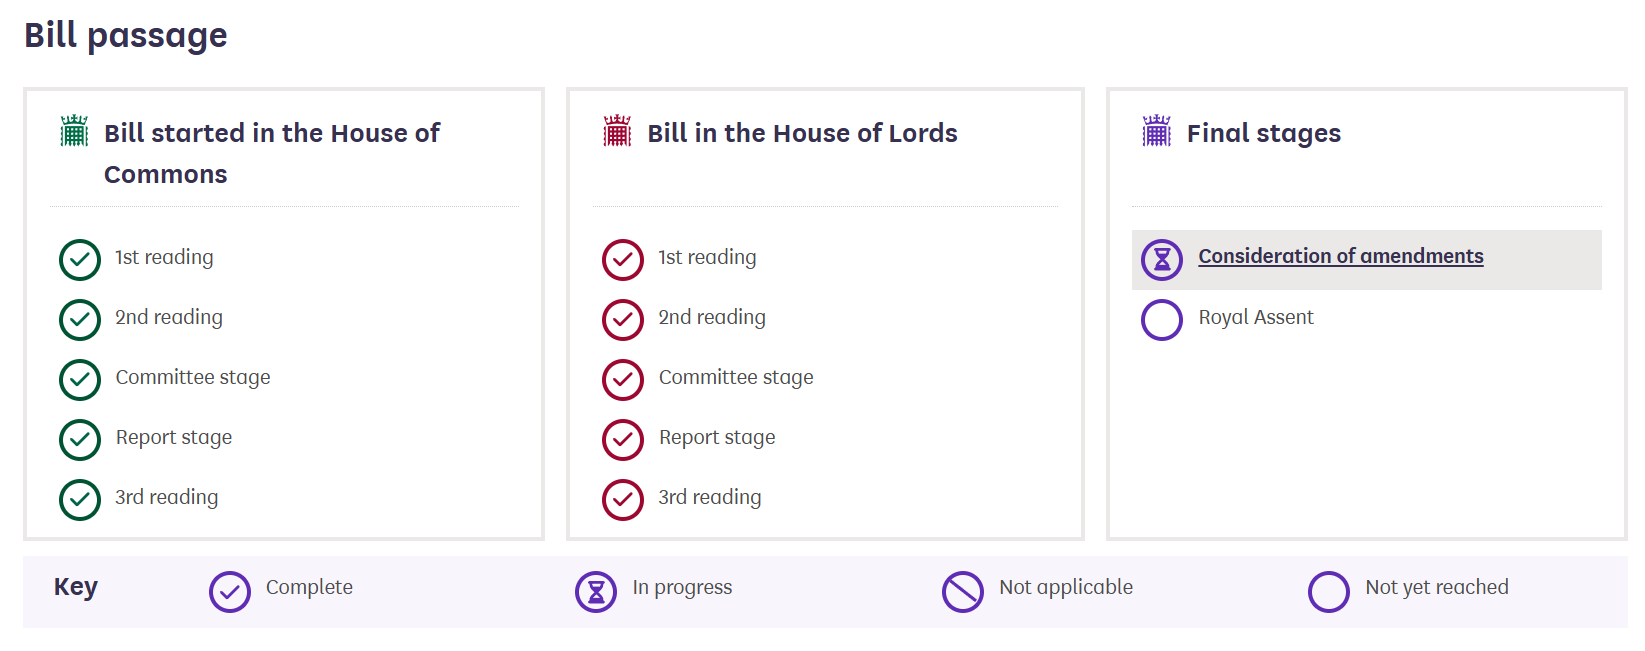 Bill passage
Bill started in the House of
Commons
1st reading
2nd reading
Committee stage
Report stage
3rd reading
Bill in the House of Lords
1st reading
2nd reading
Committee stage
Report stage
3rd reading
Final stages
Consideration of amendments
Royal Assent
Key
Complete
In progress
Not applicable
Not yet reached